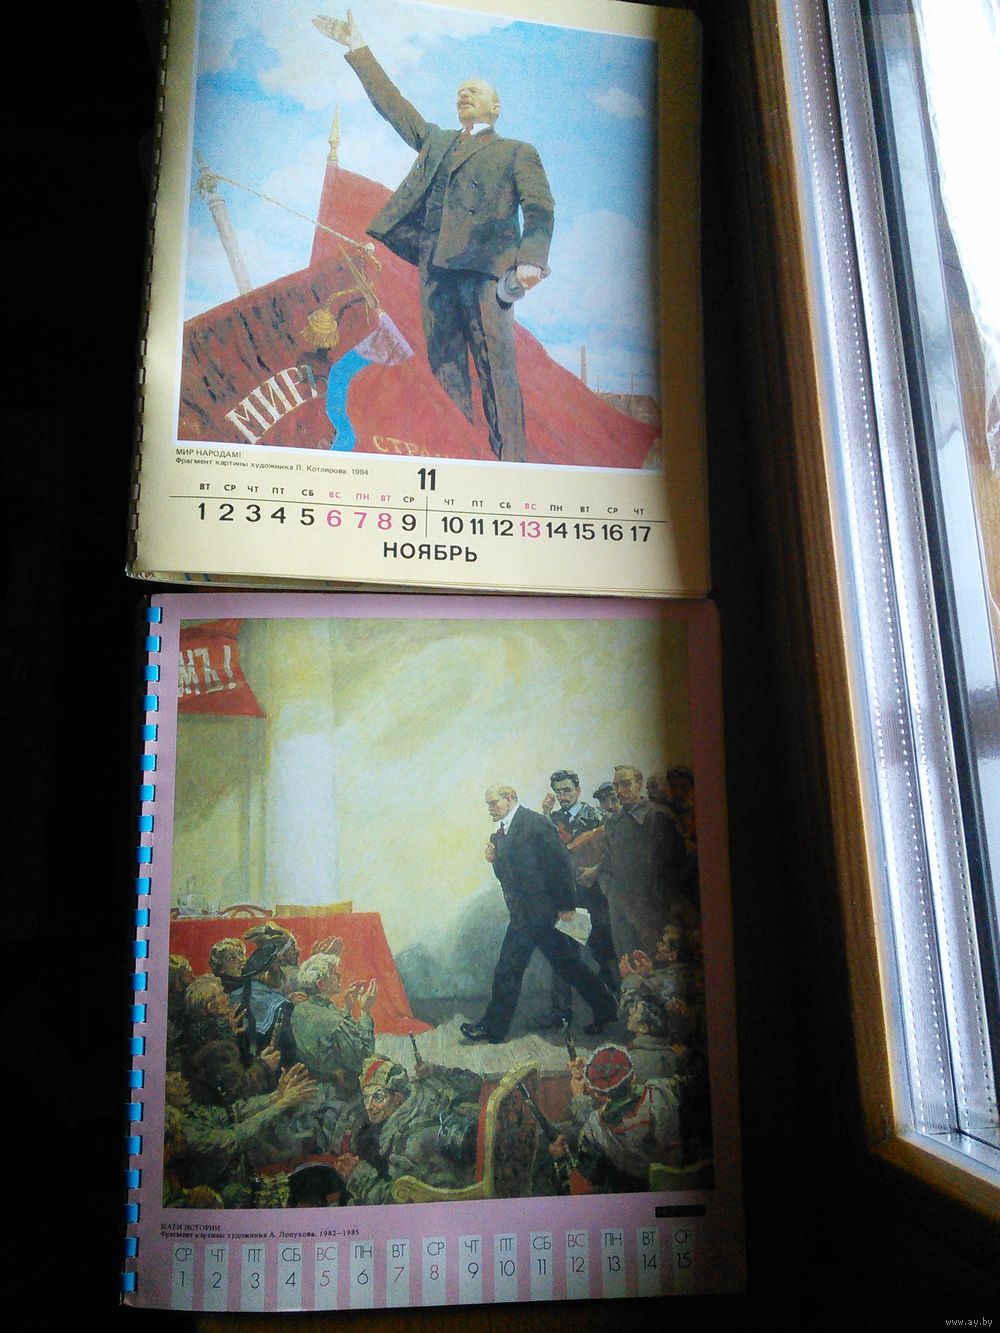 МИРЪ
МИР НАРОДАМ!
Фрагмент картины художника Л. Котлярова. 1984
11
ВТ СР ЧТ ПТ СБ ВС ПН ВТ СР ЧТ ПТ СБ ВС ПН ВТ СР ЧТ
1 2 3 4 5 6 7 8 9 10 11 12 13 14 15 16 17
НОЯБРЬ
МЪ!
ШАГИ ИСТОРИИ
Фрагмент картины художника А. Лопухова. 1982—1985
СР ЧТ ПТ СБ ВС ПН ВТ СР ЧТ ПТ СБ ВС ПН ВТ СР
1 2 3 4 5 6 7 8 9 10 11 12 13 14 15
www.ay.by